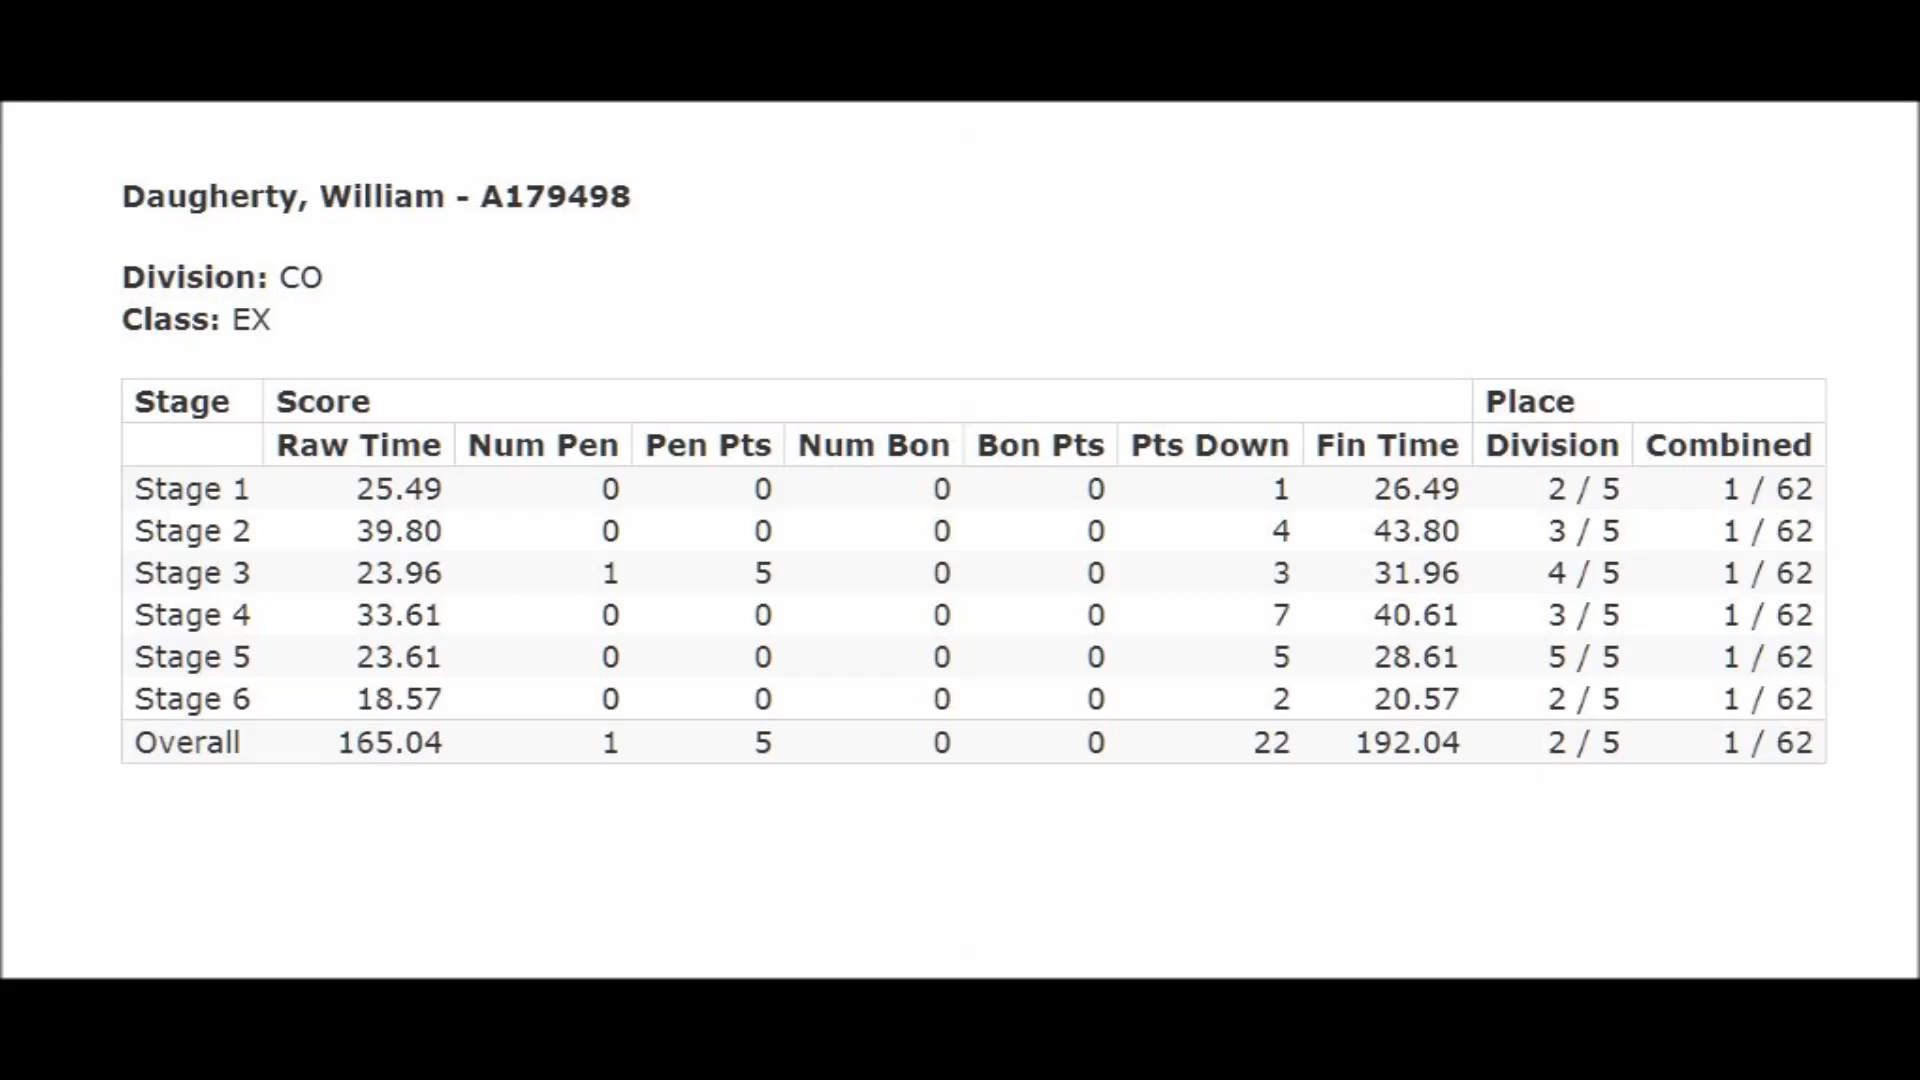 Daugherty, William - A179498
Division: CO
Class: EX
Stage Score Place
Raw Time Num Pen Pen Pts Num Bon Bon Pts Pts Down Fin Time Division Combined
Stage 1 25.49 0 0 0 0 1 26.49 2 / 5 1 / 62
Stage 2 39.80 0 0 0 0 4 43.80 3 / 5 1 / 62
Stage 3 23.96 1 5 0 0 3 31.96 4 / 5 1 / 62
Stage 4 33.61 0 0 0 0 7 40.61 3 / 5 1 / 62
Stage 5 23.61 0 0 0 0 5 28.61 5 / 5 1 / 62
Stage 6 18.57 0 0 0 0 2 20.57 2 / 5 1 / 62
Overall 165.04 1 5 0 0 22 192.04 2 / 5 1 / 62